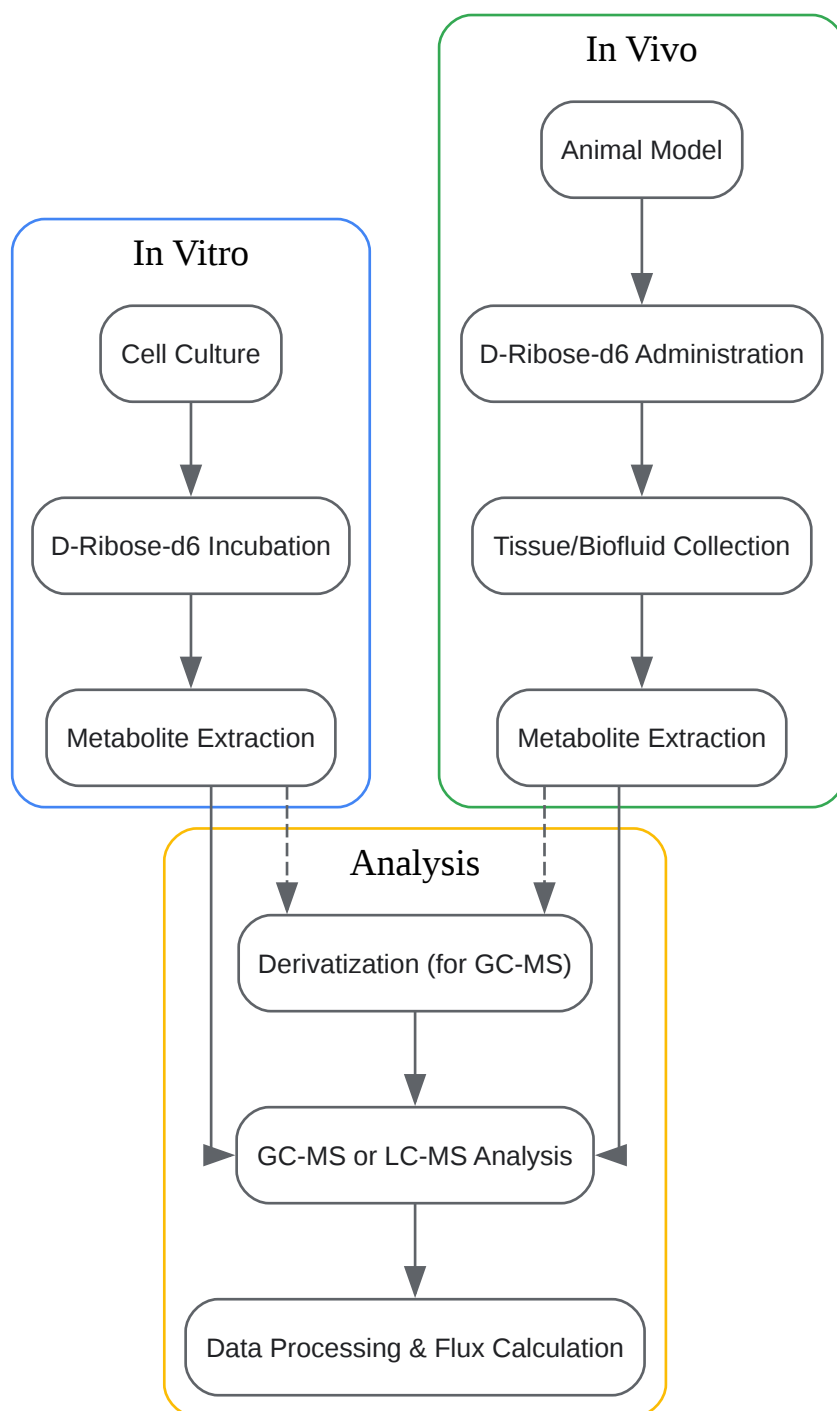 In Vivo
Animal Model
D-Ribose-d6 Administration
Tissue/Biofluid Collection
Metabolite Extraction
In Vitro
Cell Culture
D-Ribose-d6 Incubation
Metabolite Extraction
Analysis
Derivatization (for GC-MS)
GC-MS or LC-MS Analysis
Data Processing & Flux Calculation